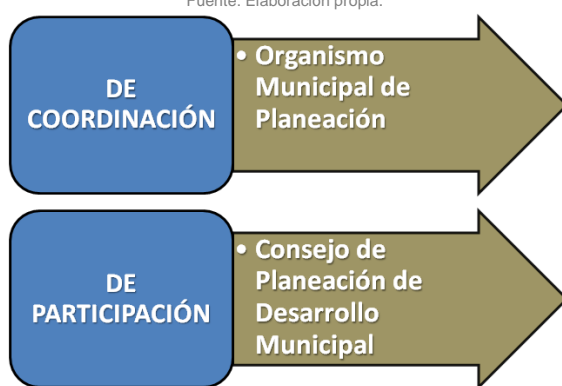 Fuente: Elaboración propia.
DE
COORDINACIÓN
• Organismo
Municipal de
Planeación
DE
PARTICIPACIÓN
• Consejo de
Planeación de
Desarrollo
Municipal